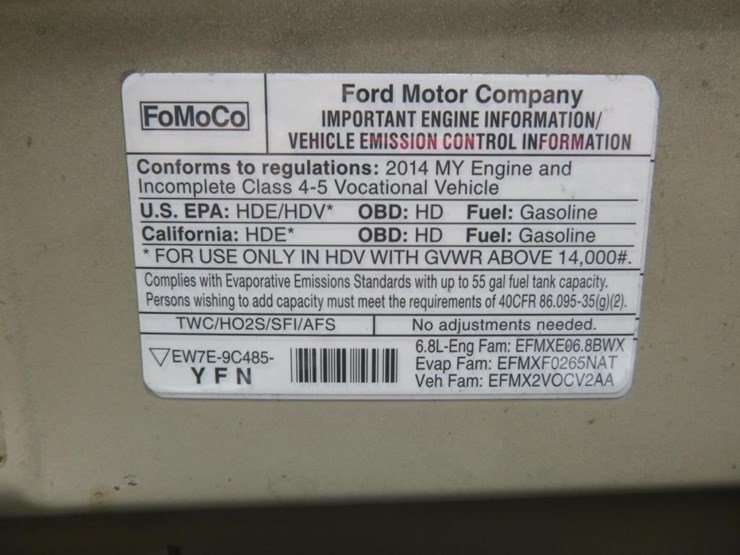 FoMoCo
Ford Motor Company
IMPORTANT ENGINE INFORMATION/
VEHICLE EMISSION CONTROL INFORMATION
Conforms to regulations: 2014 MY Engine and
Incomplete Class 4-5 Vocational Vehicle
U.S. EPA: HDE/HDV* OBD: HD Fuel: Gasoline
California: HDE* OBD: HD Fuel: Gasoline
* FOR USE ONLY IN HDV WITH GVWR ABOVE 14,000#.
Complies with Evaporative Emissions Standards with up to 55 gal fuel tank capacity.
Persons wishing to add capacity must meet the requirements of 40CFR 86.095-35(g)(2).
TWC/HO2S/SFI/AFS No adjustments needed.
EW7E-9C485-
YFN
6.8L-Eng Fam: EFMXE06.8BWX
Evap Fam: EFMXF0265NAT
Veh Fam: EFMX2VOCV2AA